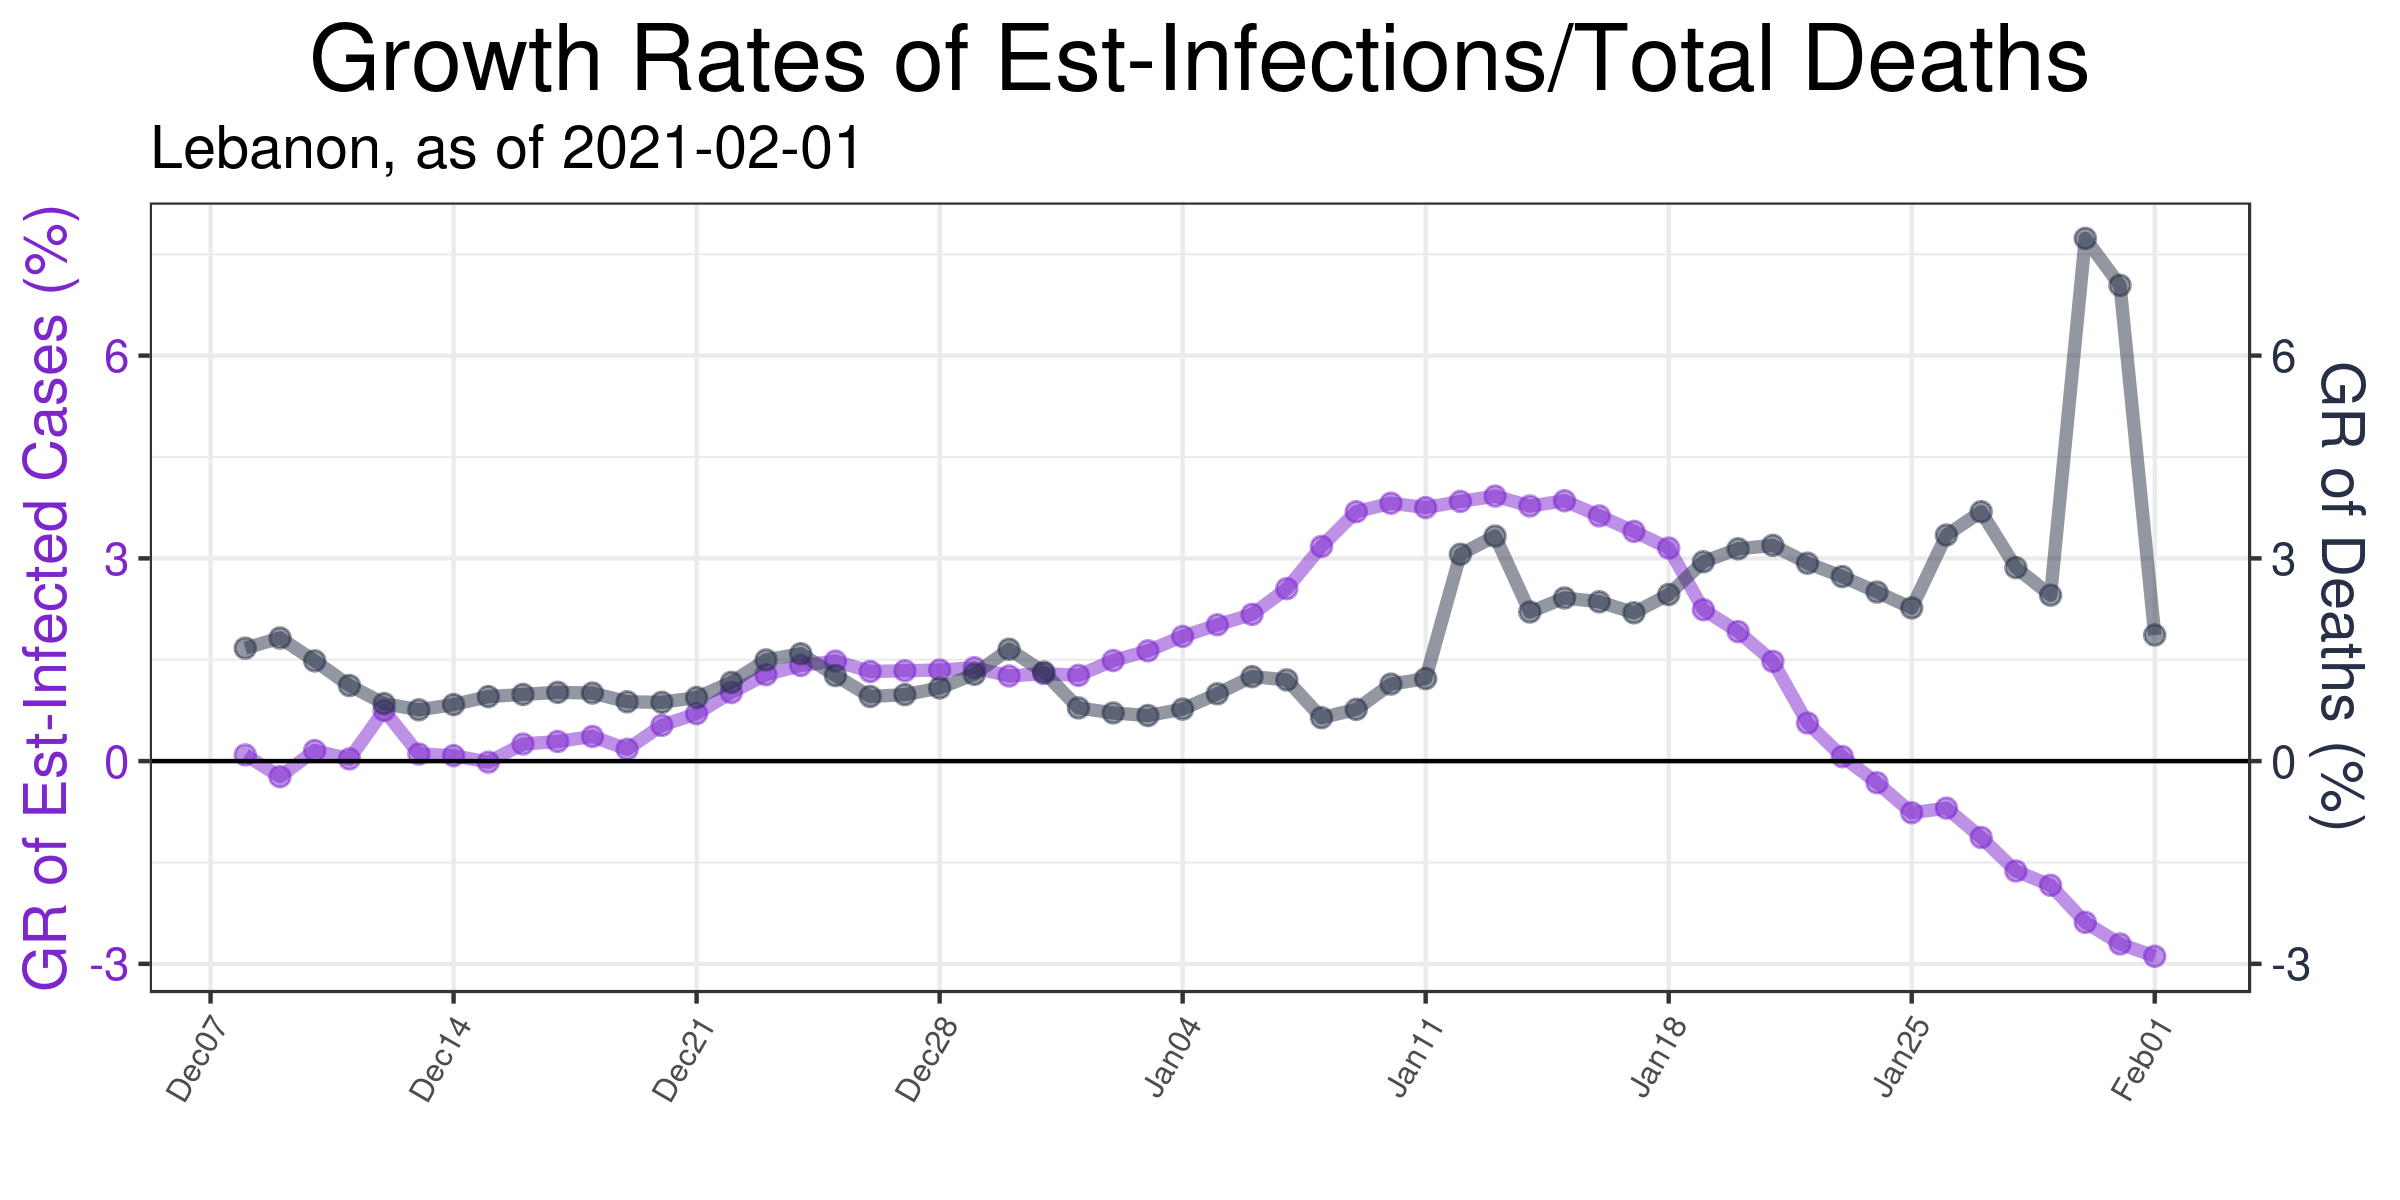 Growth Rates of Est-Infections/Total Deaths
Lebanon, as of 2021-02-01
GR of Est-Infected Cases (%)
6
3
0
-3
6
3
0
-3
GR of Deaths (%)
Dec07
Dec14
Dec21
Dec28
Jan04
Jan11
Jan18
Jan25
Feb01